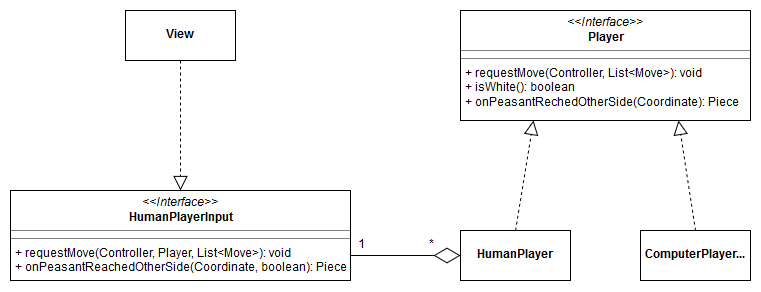 View
<<Interface>>
Player
+ requestMove(Controller, List<Move>): void
+ isWhite(): boolean
+ onPeasantRechedOtherSide(Coordinate): Piece
<<Interface>>
HumanPlayerInput
+ requestMove(Controller, Player, List<Move>): void
+ onPeasantReachedOtherSide(Coordinate, boolean): Piece
1
*
HumanPlayer
ComputerPlayer...